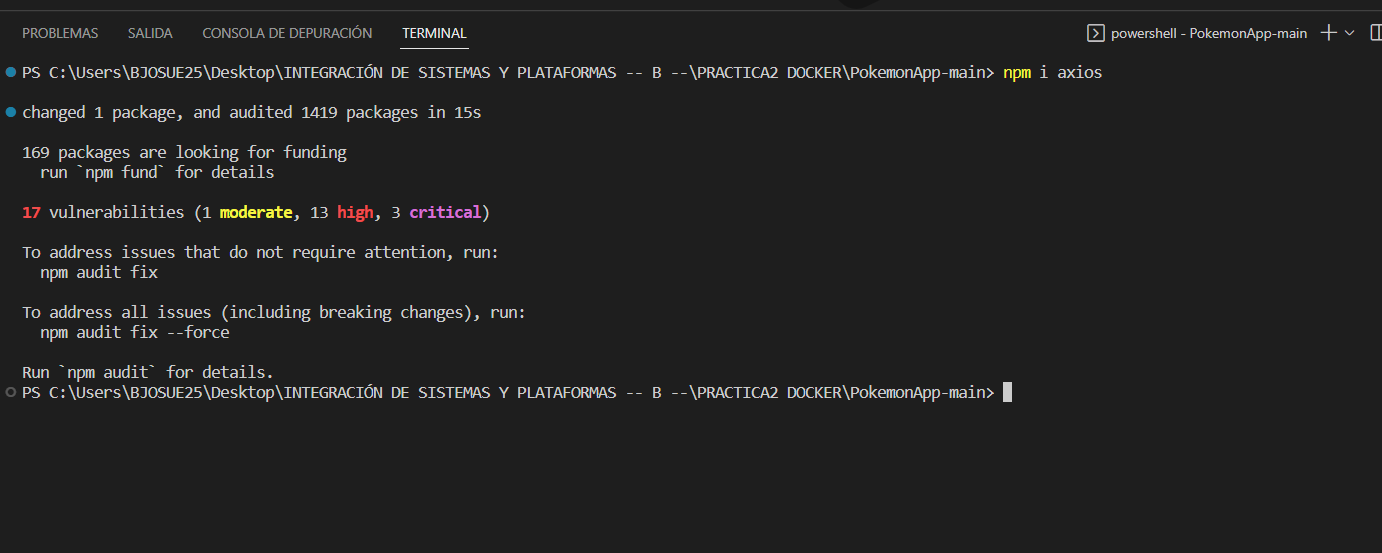 PROBLEMAS SALIDA CONSOLA DE DEPURACIÓN TERMINAL powershell - PokemonApp-main
PS C:\Users\BJOSUE25\Desktop\INTEGRACIÓN DE SISTEMAS Y PLATAFORMAS -- B --\PRACTICA2 DOCKER\PokemonApp-main> npm i axios
changed 1 package, and audited 1419 packages in 15s
169 packages are looking for funding
run `npm fund` for details
17 vulnerabilities (1 moderate, 13 high, 3 critical)
To address issues that do not require attention, run:
npm audit fix
To address all issues (including breaking changes), run:
npm audit fix --force
Run `npm audit` for details.
PS C:\Users\BJOSUE25\Desktop\INTEGRACIÓN DE SISTEMAS Y PLATAFORMAS -- B --\PRACTICA2 DOCKER\PokemonApp-main>